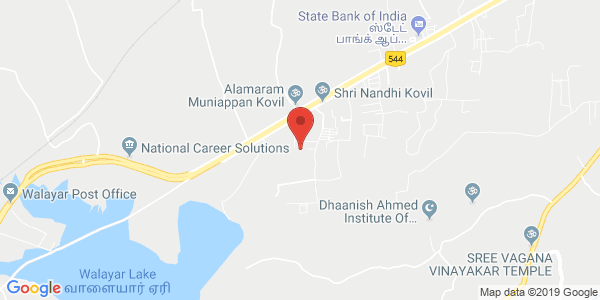 State Bank of India
ஸ்டேட்
பாங்க் ஆப்...
544
Alamaram
Muniappan Kovil
Shri Nandhi Kovil
National Career Solutions
Walayar Post Office
Dhaanish Ahmed
Institute Of...
SREE VAGANA
VINAYAKAR TEMPLE
Walayar Lake
வாளையார் ஏரி
Google
Map data ©2019 Google